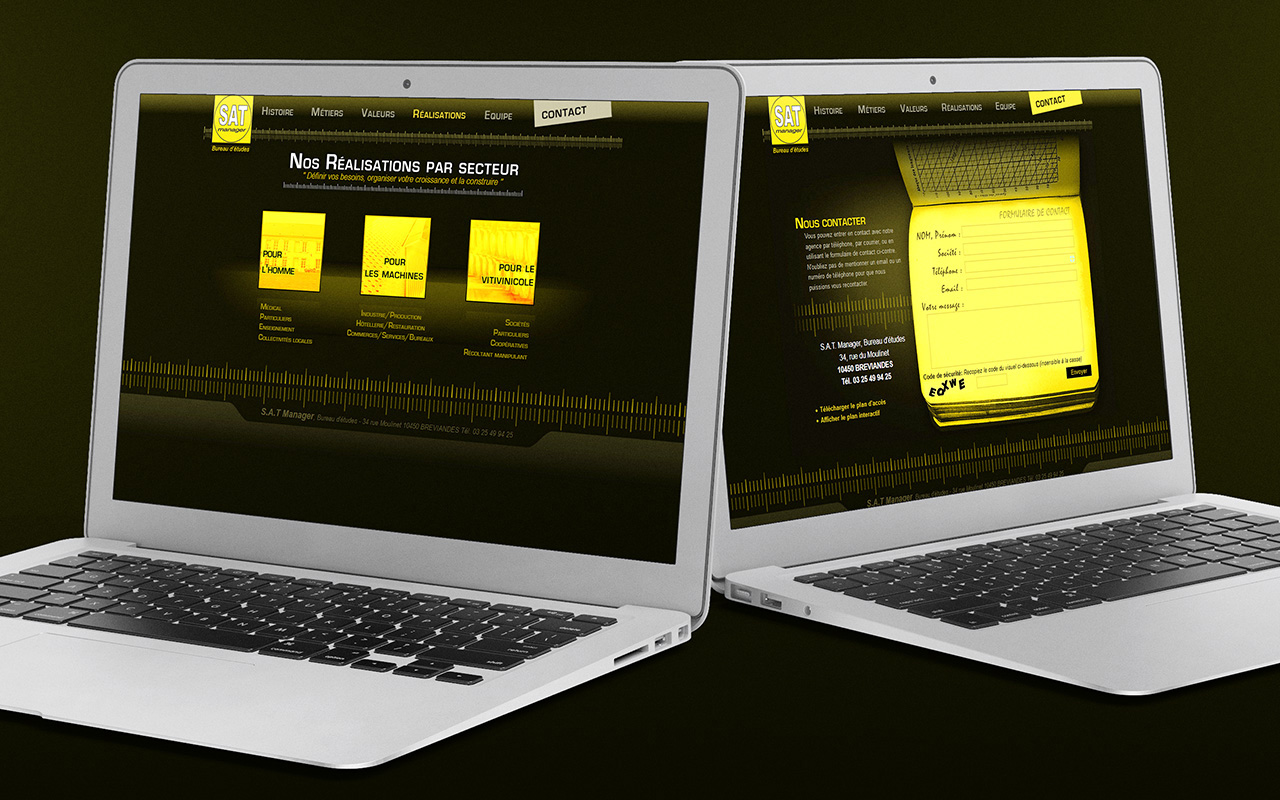 SAT
manager
Bureau d'études
Histoire Métiers Valeurs Réalisations Equipe CONTACT
Nos Réalisations par secteur
" Définir vos besoins, organiser votre croissance et la construire "
POUR
L'HOMME
POUR
LES MACHINES
POUR LE
VITIVINICOLE
Médical
Particuliers
Enseignement
Collectivités locales
Industrie/Production
Hotellerie/Restauration
Commerces/Services/Bureaux
Sociétés
Particuliers
Coopératives
Récoltant manipulant
S.A.T Manager, Bureau d'études - 34 rue Moulinet 10450 BREVIANDES Tél. 03 25 49 94 25
SAT
manager
Bureau d'études
Histoire Métiers Valeurs Réalisations Equipe CONTACT
Nous contacter
Vous pouvez entrer en contact avec notre
agence par téléphone, par courrier, ou en
utilisant le formulaire de contact ci-contre.
N'oubliez pas de mentionner un email ou un
numéro de téléphone pour que nous
puissions vous recontacter.
S.A.T. Manager, Bureau d'études
34, rue du Moulinet
10450 BREVIANDES
Tél. 03 25 49 94 25
• Télécharger le plan d'accès
• Afficher le plan interactif
FORMULAIRE DE CONTACT
NOM, Prénom :
Société :
Téléphone :
Email :
Votre message :
Code de sécurité: Recopiez le code du visuel ci-dessous (insensible à la casse)
EQXWE
Envoyer
S.A.T Manager, Bureau d'études - 34 rue Moulinet 10450 BREVIANDES Tél. 03 25 49 94 25
command
option
shift
return